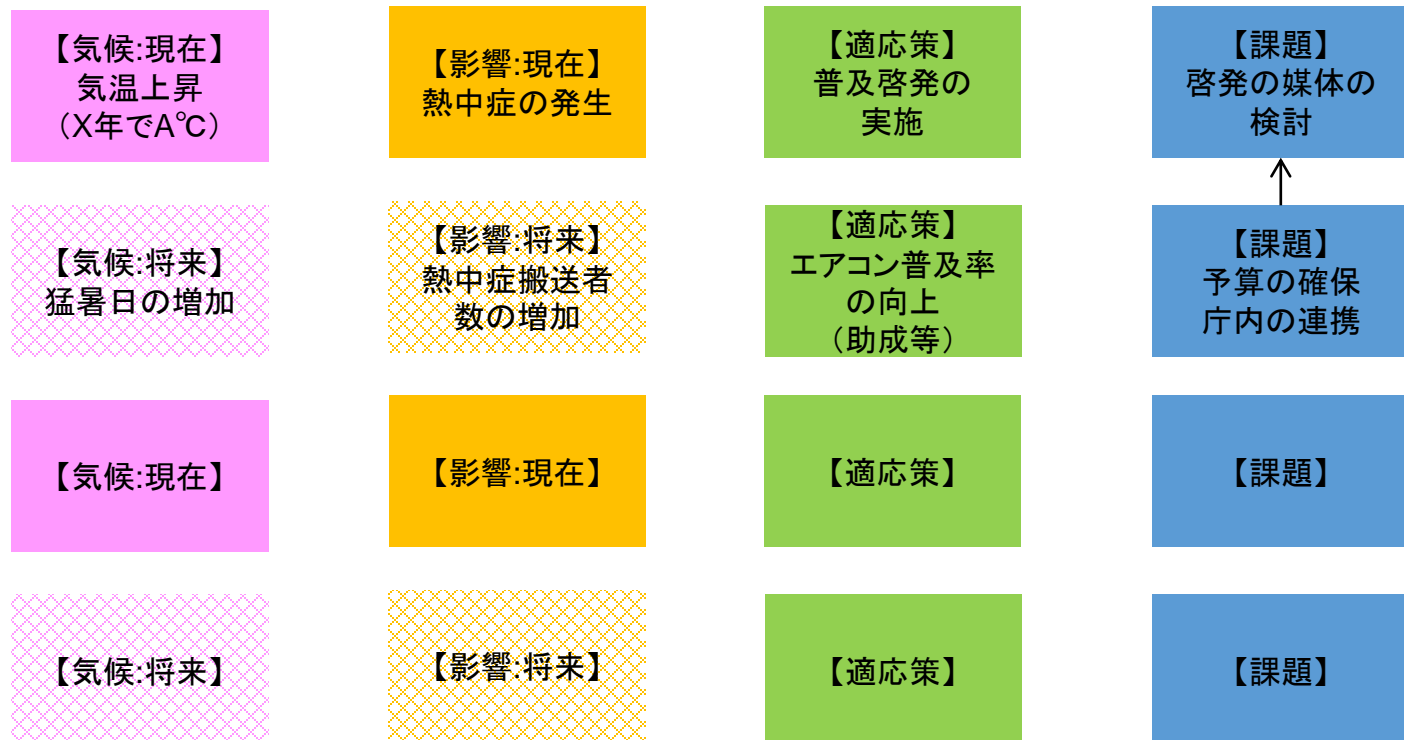 【気候:現在】
気温上昇
（X年でA℃）
【影響:現在】
熱中症の発生
【適応策】
普及啓発の
実施
【課題】
啓発の媒体の
検討
【気候:将来】
猛暑日の増加
【影響:将来】
熱中症搬送者
数の増加
【適応策】
エアコン普及率
の向上
（助成等）
【課題】
予算の確保
庁内の連携
【気候:現在】
【影響:現在】
【適応策】
【課題】
【気候:将来】
【影響:将来】
【適応策】
【課題】